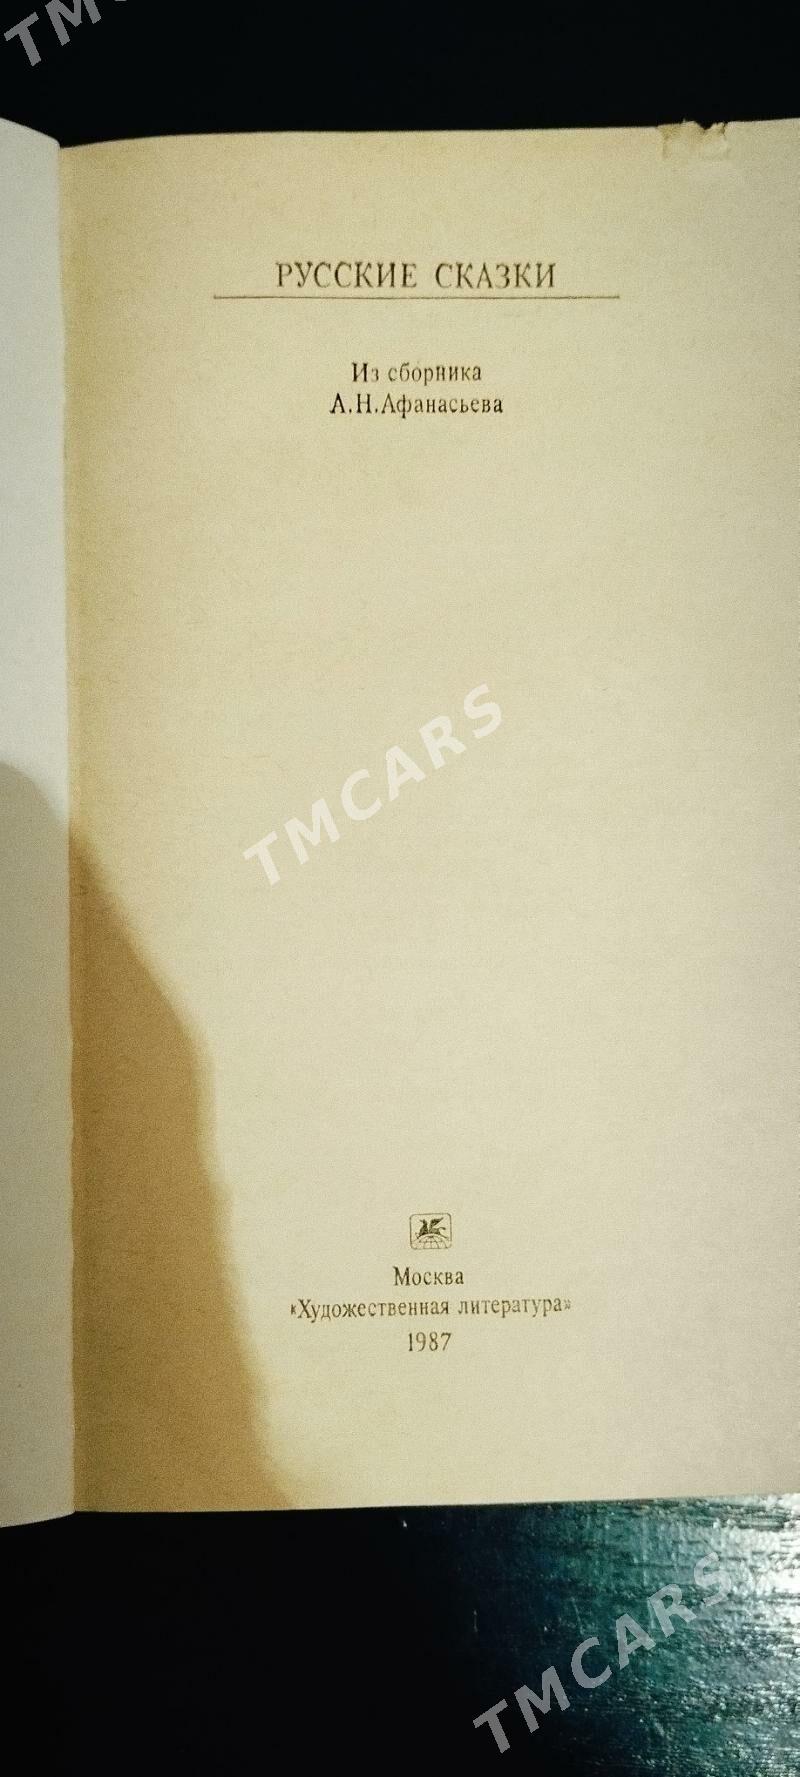 TMCARS
РУССКИЕ СКАЗКИ
Из сборника
А.Н.Афанасьева
TMCARS
Москва
«Художественная литература»
1987
TMCARS